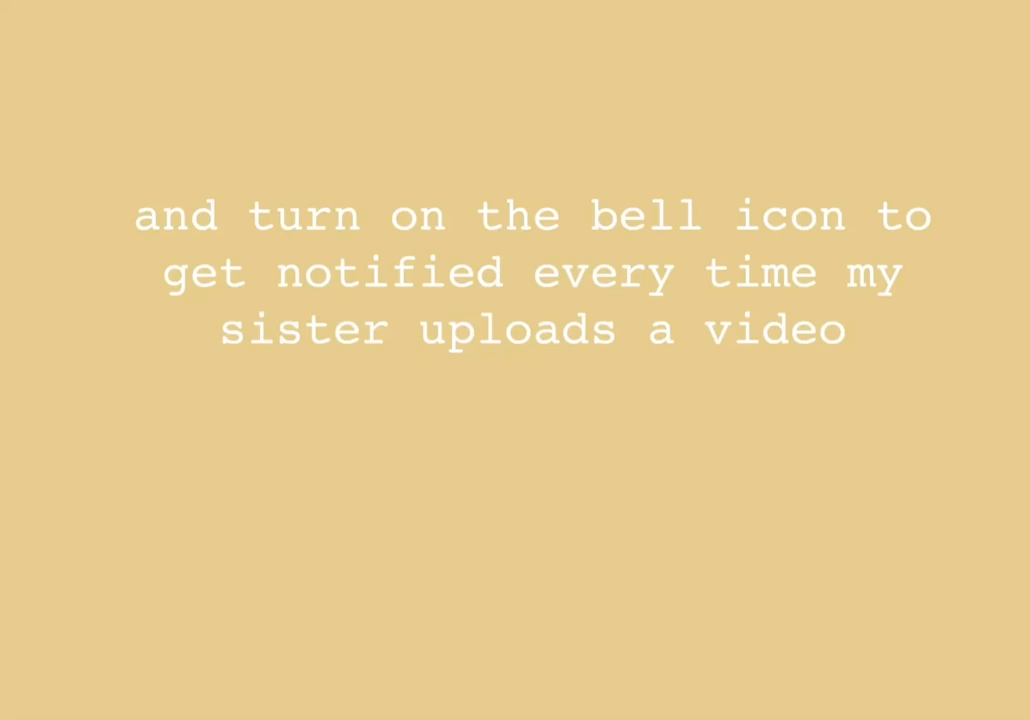 and turn on the bell icon to
get notified every time my
sister uploads a video